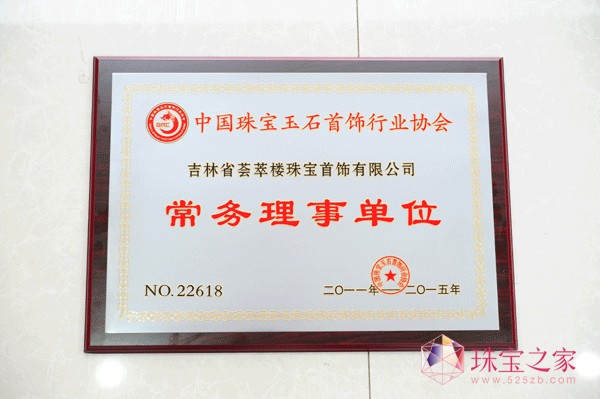 中国珠宝玉石首饰行业协会
吉林省荟萃楼珠宝首饰有限公司
常务理事单位
NO.22618
二〇一一年——二〇一五年
珠宝之家
www.525zb.com